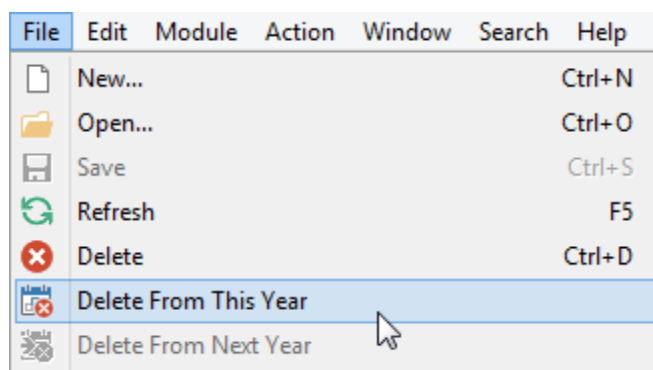 File Edit Module Action Window Search Help
New... Ctrl+N
Open... Ctrl+O
Save Ctrl+S
Refresh F5
Delete Ctrl+D
Delete From This Year
Delete From Next Year